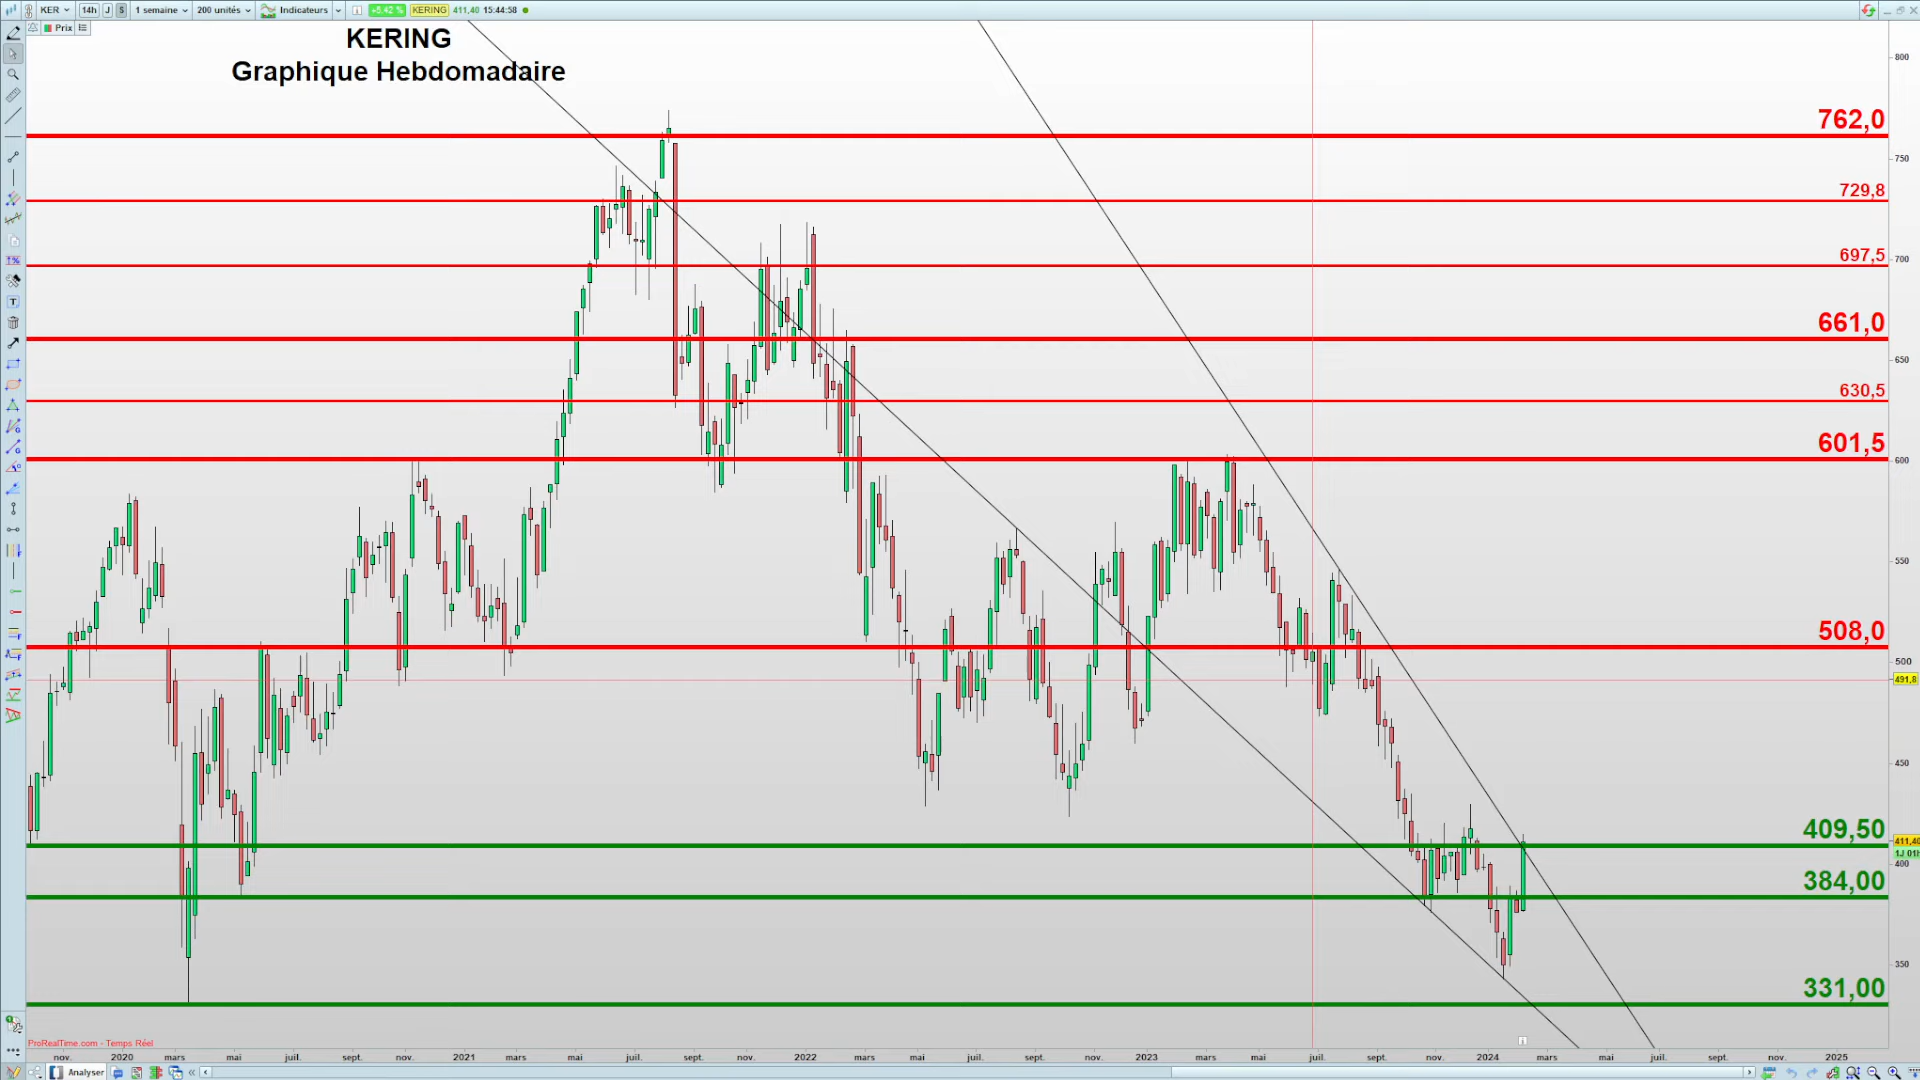 KER 14h J S 1 semaine 200 unités Indicateurs +5,42 % KERING 411,40 15:44:58
Prix
KERING
Graphique Hebdomadaire
800
762,0
750
729,8
700
697,5
661,0
650
630,5
601,5
600
550
508,0
500
491,8
450
409,50
411,40
1J 01h
400
384,00
350
331,00
ProRealTime.com - Temps Réel
nov. 2020 mars mai juil. sept. nov. 2021 mars mai juil. sept. nov. 2022 mars mai juil. sept. nov. 2023 mars mai juil. sept. nov. 2024 mars mai juil. sept. nov. 2025
Analyser